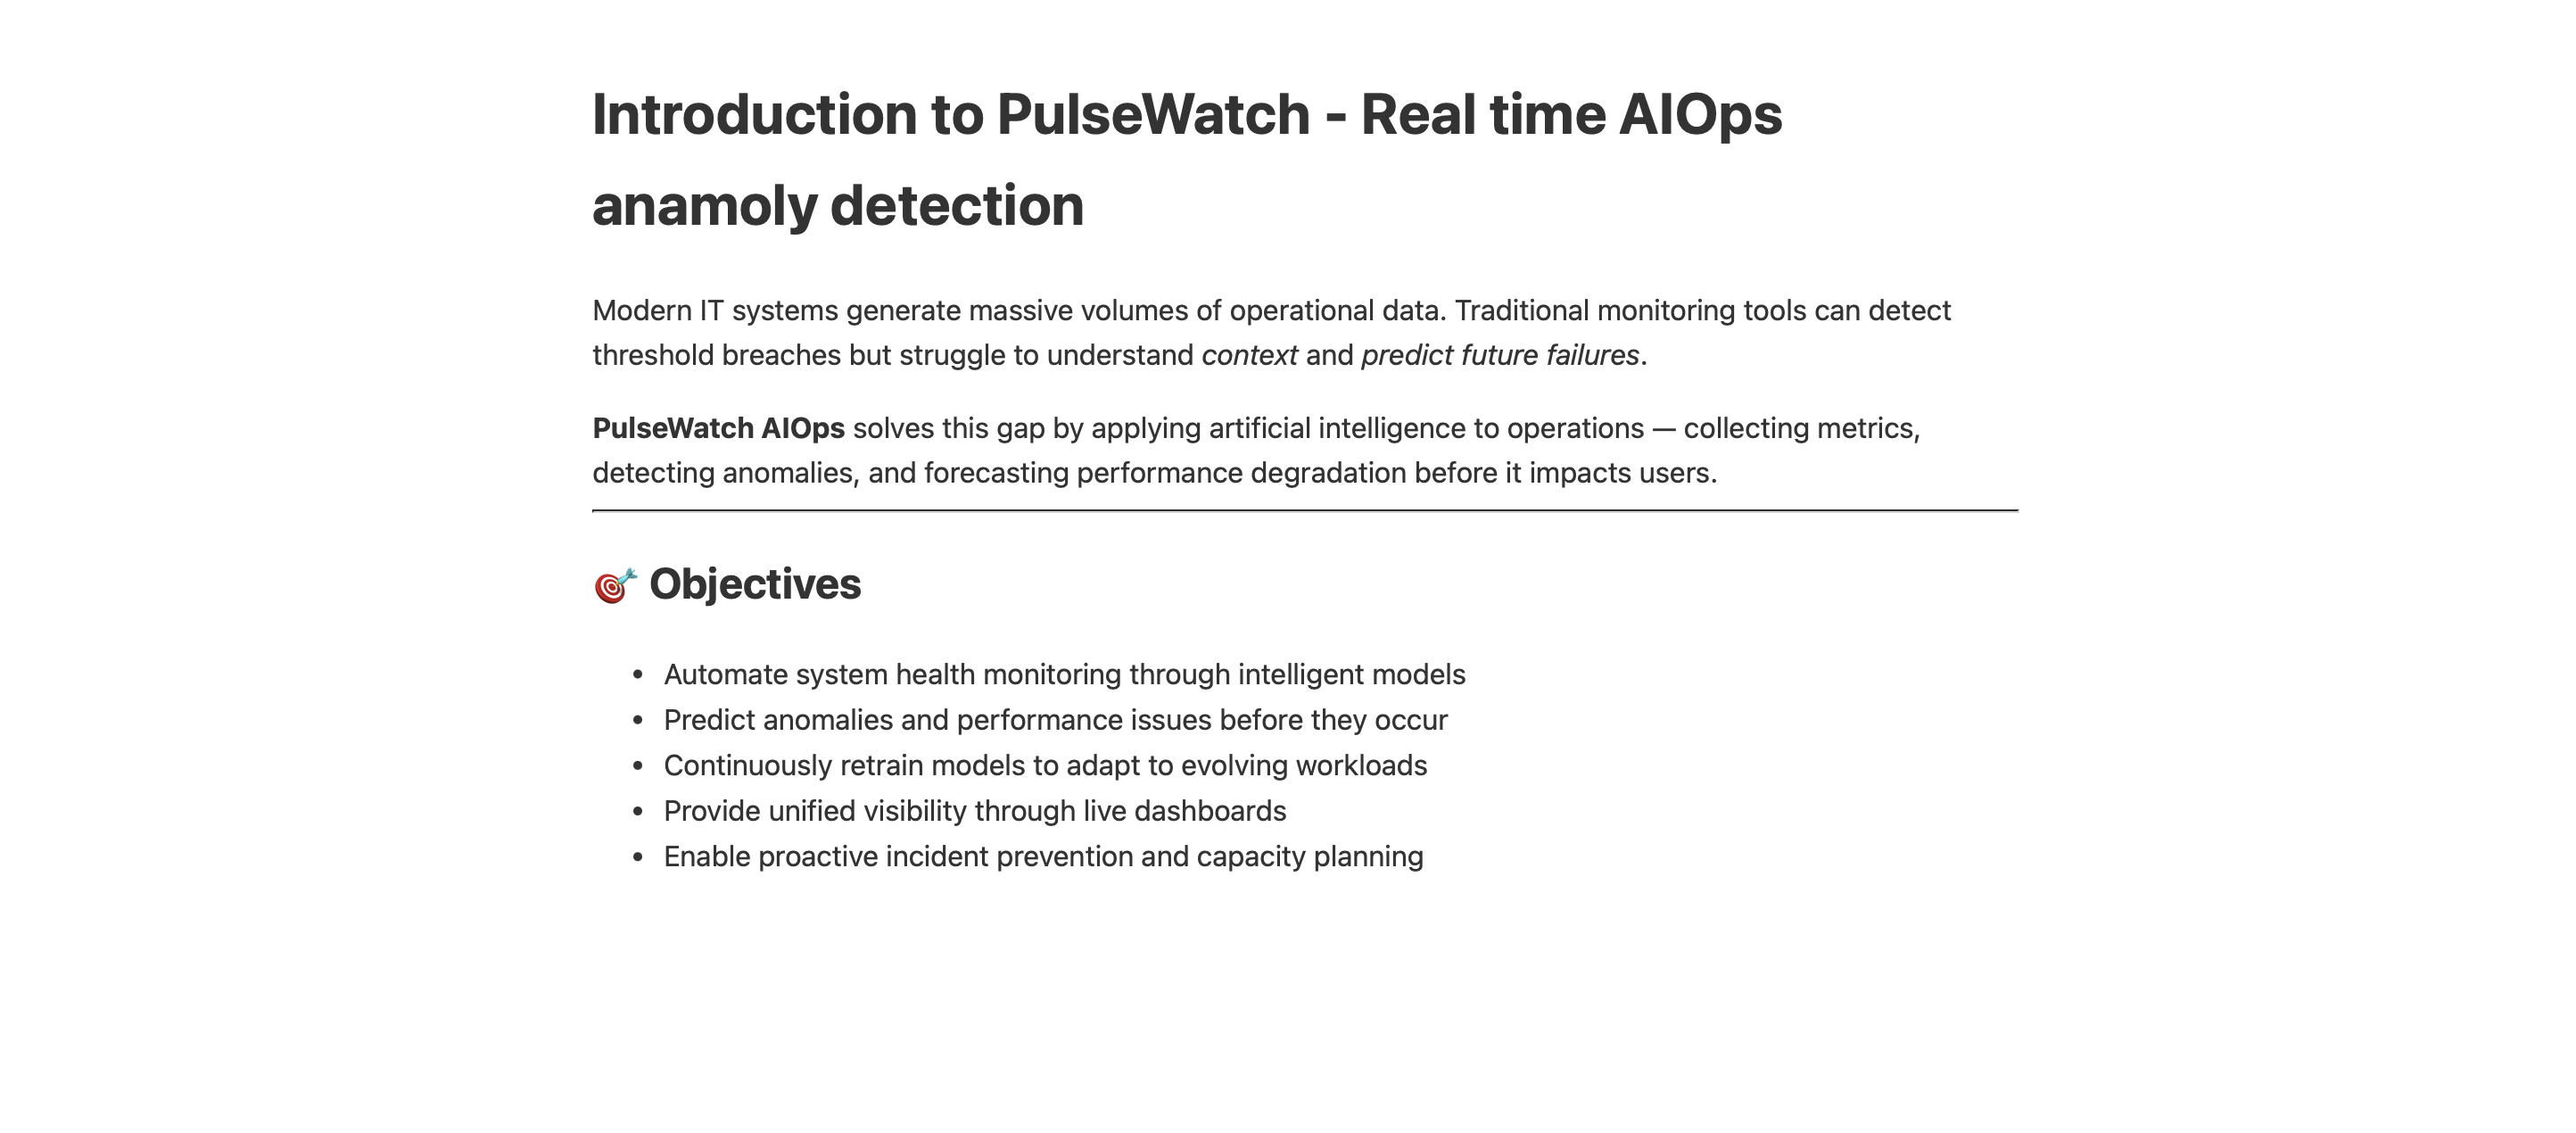 Introduction to PulseWatch - Real time AIOps
anamoly detection
Modern IT systems generate massive volumes of operational data. Traditional monitoring tools can detect
threshold breaches but struggle to understand context and predict future failures.
PulseWatch AIOps solves this gap by applying artificial intelligence to operations — collecting metrics,
detecting anomalies, and forecasting performance degradation before it impacts users.
🎯 Objectives
• Automate system health monitoring through intelligent models
• Predict anomalies and performance issues before they occur
• Continuously retrain models to adapt to evolving workloads
• Provide unified visibility through live dashboards
• Enable proactive incident prevention and capacity planning